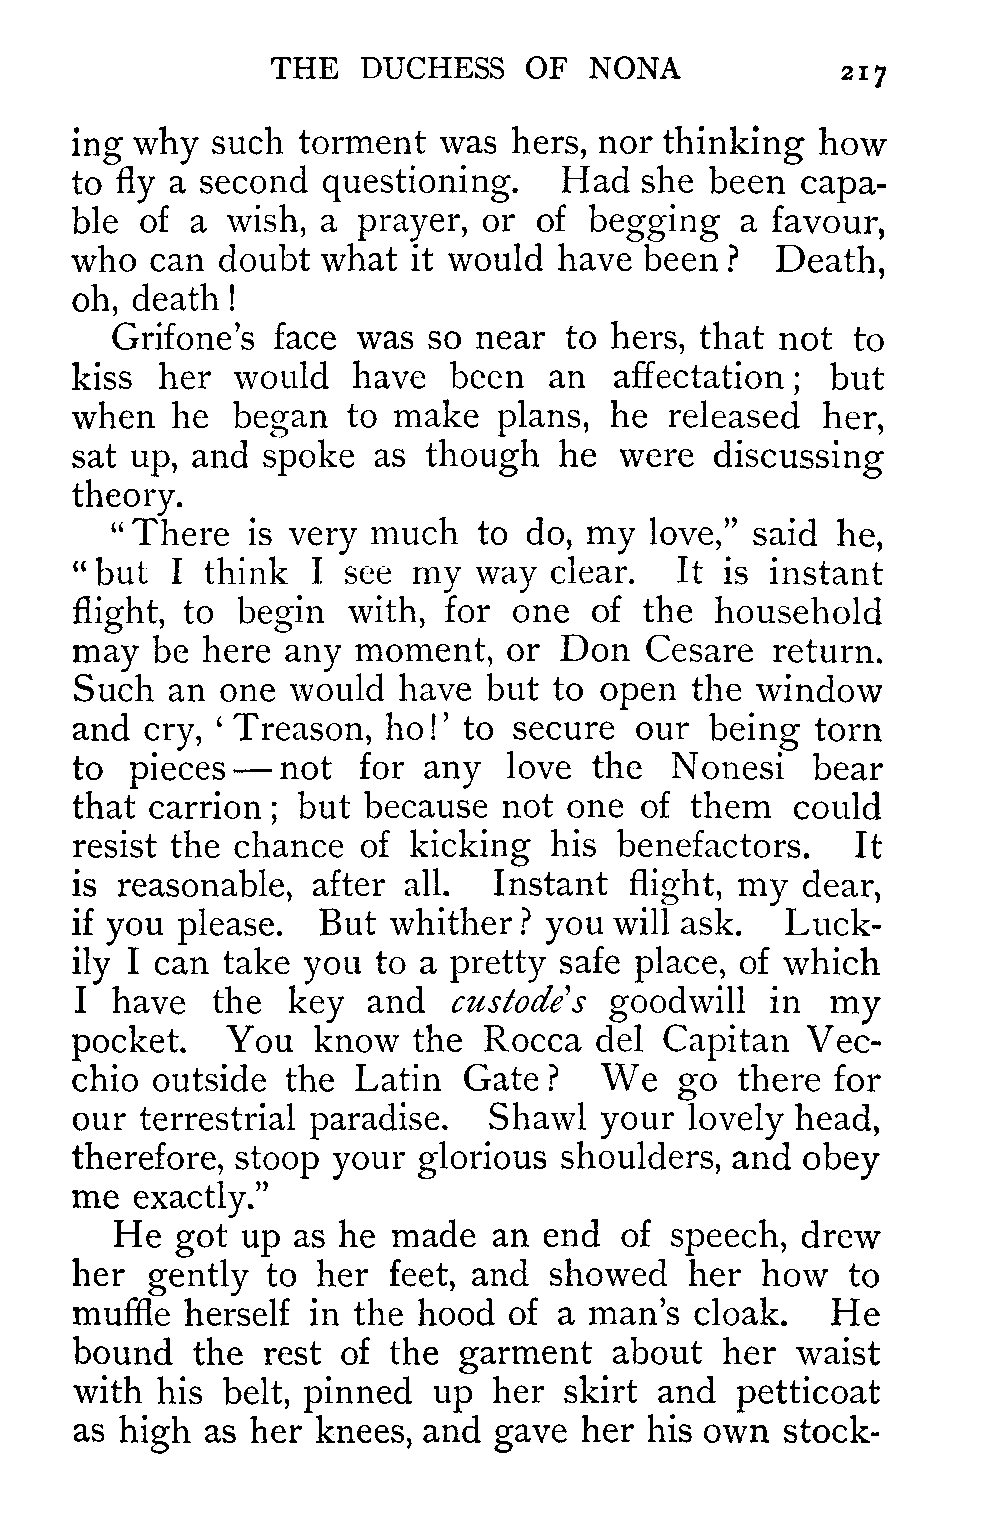 THE DUCHESS OF NONA 217
ing why such torment was hers, nor thinking how
to fly a second questioning. Had she been capa-
ble of a wish, a prayer, or of begging a favour,
who can doubt what it would have been? Death,
oh, death!
Grifone's face was so near to hers, that not to
kiss her would have been an affectation; but
when he began to make plans, he released her,
sat up, and spoke as though he were discussing
theory.
“There is very much to do, my love,” said he,
“but I think I see my way clear. It is instant
flight, to begin with, for one of the household
may be here any moment, or Don Cesare return.
Such an one would have but to open the window
and cry, ‘Treason, ho!’ to secure our being torn
to pieces—not for any love the Nonesi bear
that carrion; but because not one of them could
resist the chance of kicking his benefactors. It
is reasonable, after all. Instant flight, my dear,
if you please. But whither? you will ask. Luck-
ily I can take you to a pretty safe place, of which
I have the key and custode's goodwill in my
pocket. You know the Rocca del Capitan Vec-
chio outside the Latin Gate? We go there for
our terrestrial paradise. Shawl your lovely head,
therefore, stoop your glorious shoulders, and obey
me exactly.”
He got up as he made an end of speech, drew
her gently to her feet, and showed her how to
muffle herself in the hood of a man's cloak. He
bound the rest of the garment about her waist
with his belt, pinned up her skirt and petticoat
as high as her knees, and gave her his own stock-